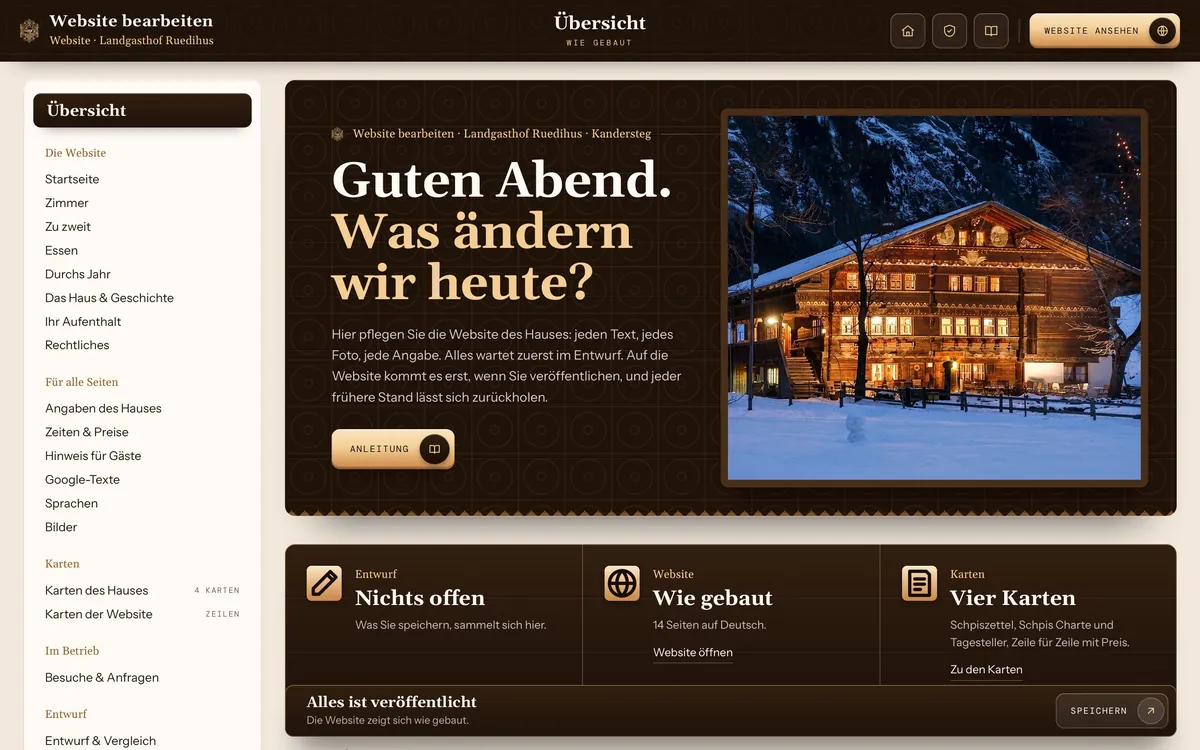 Website bearbeiten
Website · Landgasthof Ruedihus
Übersicht
WIE GEBAUT
WEBSITE ANSEHEN
Übersicht
Die Website
Startseite
Zimmer
Zu zweit
Essen
Durchs Jahr
Das Haus & Geschichte
Ihr Aufenthalt
Rechtliches
Für alle Seiten
Angaben des Hauses
Zeiten & Preise
Hinweis für Gäste
Google-Texte
Sprachen
Bilder
Karten
Karten des Hauses 4 KARTEN
Karten der Website ZEILEN
Im Betrieb
Besuche & Anfragen
Entwurf
Entwurf & Vergleich
Website bearbeiten · Landgasthof Ruedihus · Kandersteg
Guten Abend.
Was ändern
wir heute?
Hier pflegen Sie die Website des Hauses: jeden Text, jedes
Foto, jede Angabe. Alles wartet zuerst im Entwurf. Auf die
Website kommt es erst, wenn Sie veröffentlichen, und jeder
frühere Stand lässt sich zurückholen.
ANLEITUNG
Entwurf
Nichts offen
Was Sie speichern, sammelt sich hier.
Website
Wie gebaut
14 Seiten auf Deutsch.
Website öffnen
Karten
Vier Karten
Schpiszettel, Schpis Charte und
Tagesteller, Zeile für Zeile mit Preis.
Zu den Karten
Alles ist veröffentlicht
Die Website zeigt sich wie gebaut.
SPEICHERN